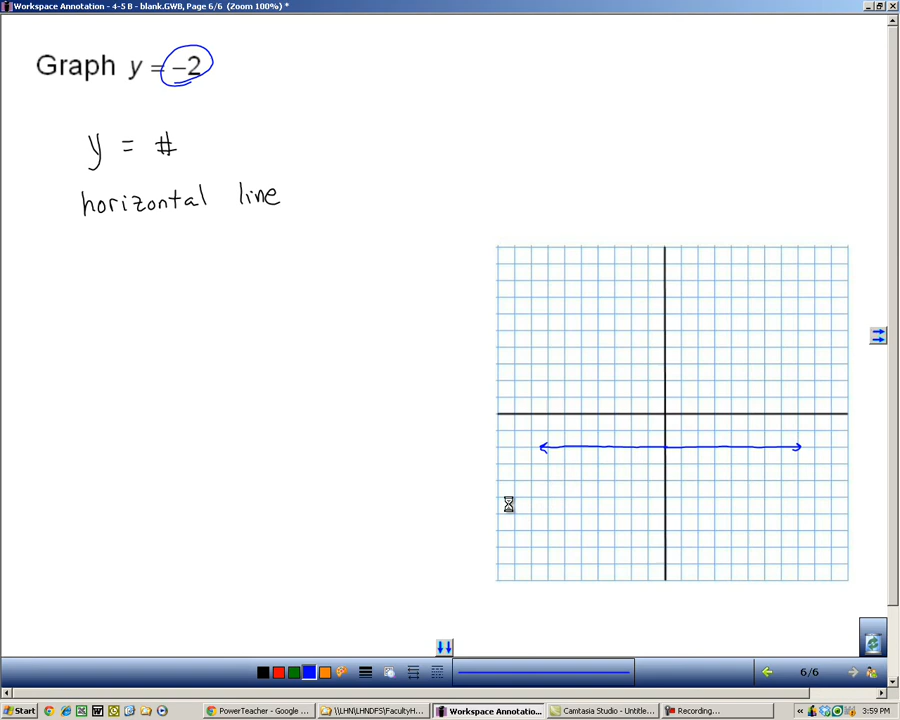 Workspace Annotation - 4-5 B - blank.GWB, Page 6/6 (Zoom 100%) *
Graph y = -2
y = #
horizontal line
6/6
Start
PowerTeacher - Google ...
\\LHN\LHNDFS\FacultyH...
Workspace Annotatio...
Camtasia Studio - Untitle...
Recording...
3:59 PM